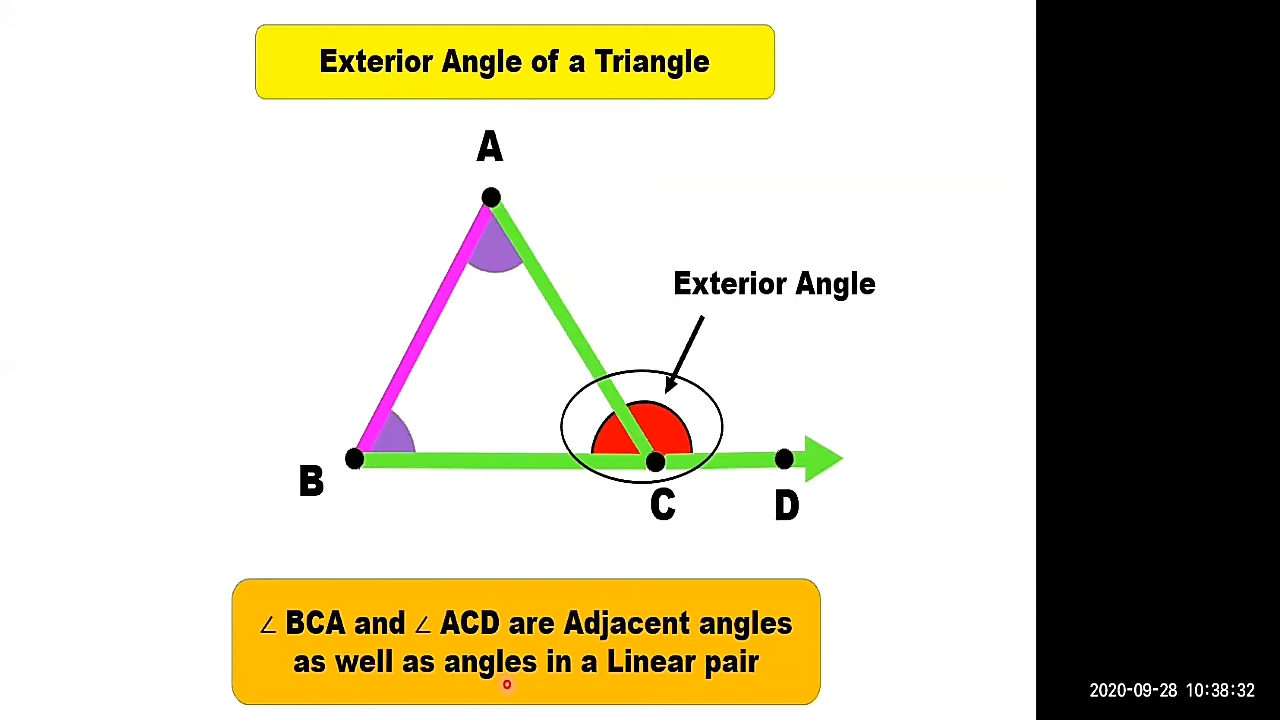 Exterior Angle of a Triangle
A
Exterior Angle
B
C
D
∠ BCA and ∠ ACD are Adjacent angles
as well as angles in a Linear pair
2020-09-28 10:38:32